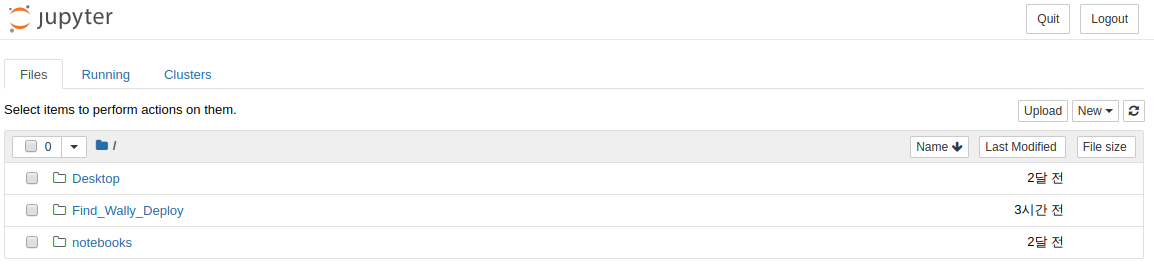 jupyter Quit Logout
Files Running Clusters
Select items to perform actions on them. Upload New
0 / Name Last Modified File size
Desktop 2달 전
Find_Wally_Deploy 3시간 전
notebooks 2달 전